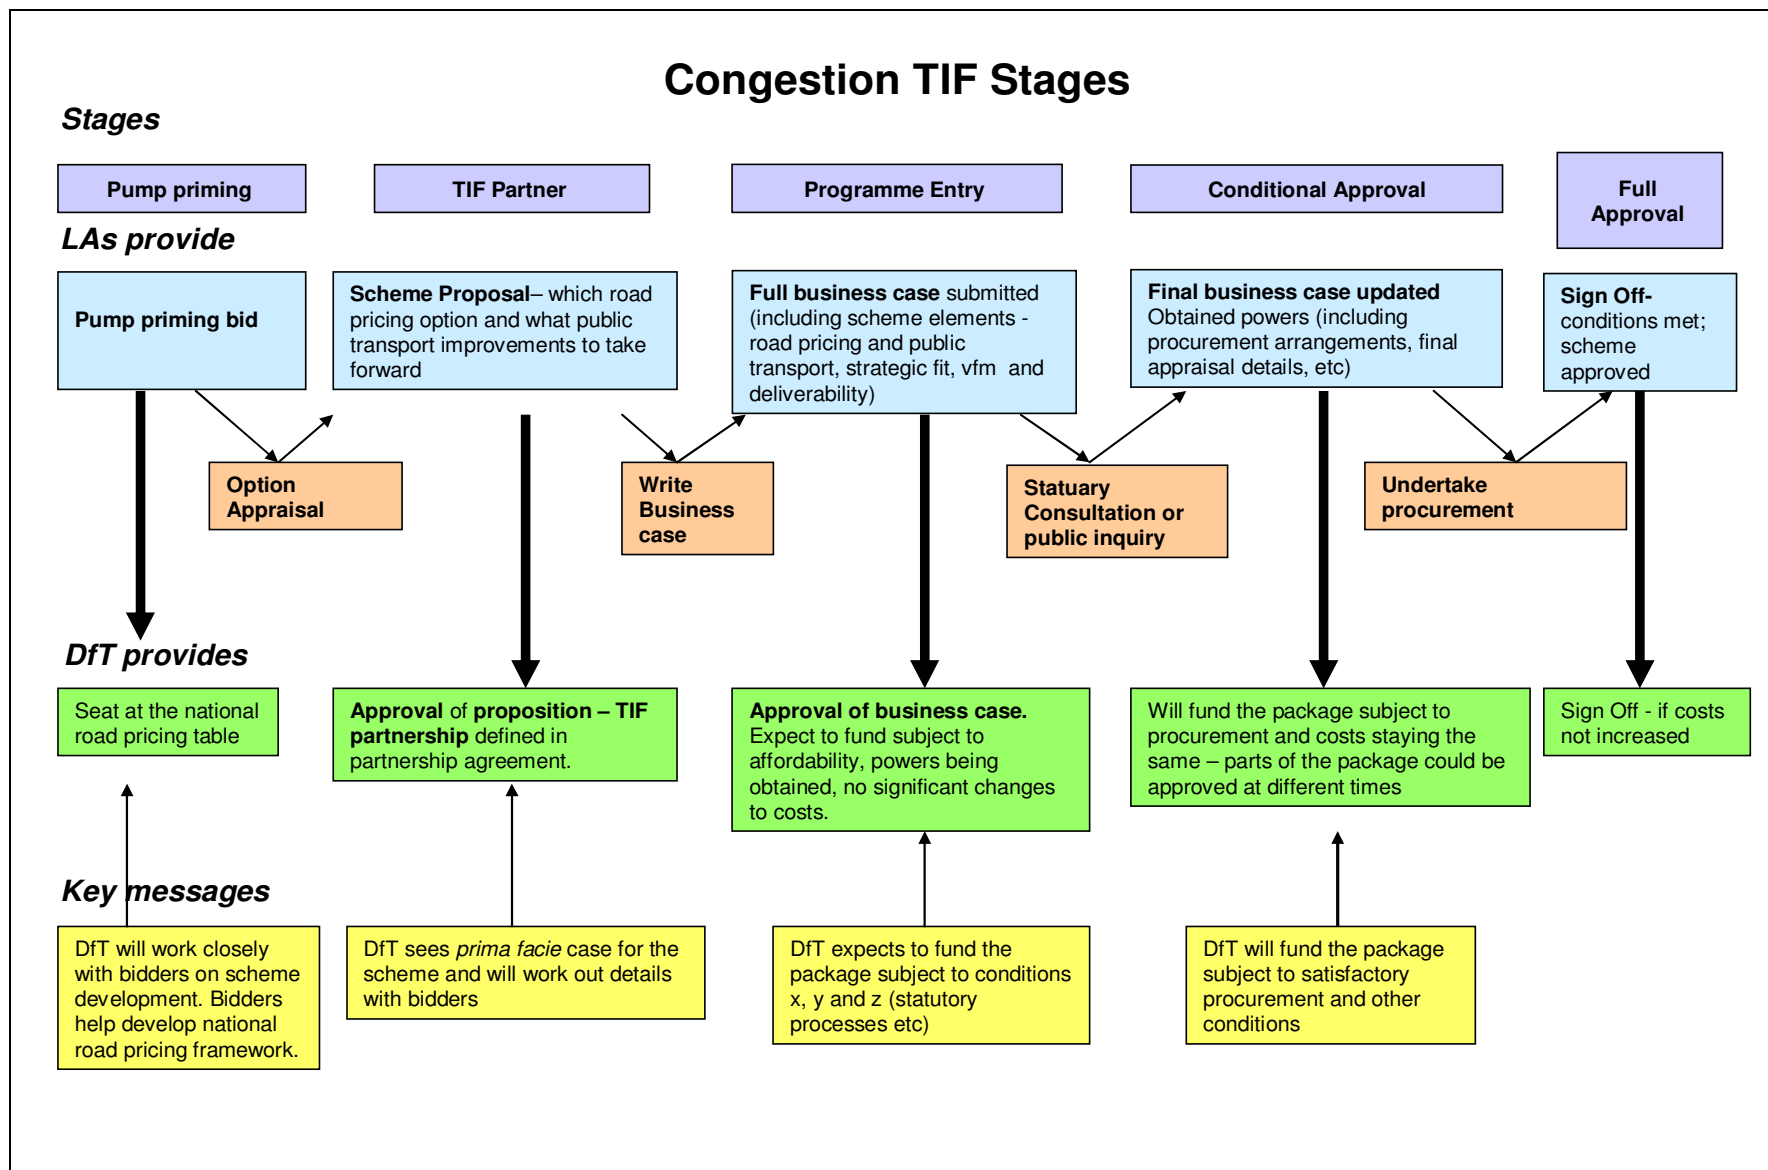 Congestion TIF Stages
Stages
Pump priming
TIF Partner
Programme Entry
Conditional Approval
Full
Approval
LAs provide
Pump priming bid
Scheme Proposal– which road
pricing option and what public
transport improvements to take
forward
Full business case submitted
(including scheme elements -
road pricing and public
transport, strategic fit, vfm and
deliverability)
Final business case updated
Obtained powers (including
procurement arrangements, final
appraisal details, etc)
Sign Off-
conditions met;
scheme
approved
Option
Appraisal
Write
Business
case
Statuary
Consultation or
public inquiry
Undertake
procurement
DfT provides
Seat at the national
road pricing table
Approval of proposition – TIF
partnership defined in
partnership agreement.
Approval of business case.
Expect to fund subject to
affordability, powers being
obtained, no significant changes
to costs.
Will fund the package subject to
procurement and costs staying the
same – parts of the package could be
approved at different times
Sign Off - if costs
not increased
Key messages
DfT will work closely
with bidders on scheme
development. Bidders
help develop national
road pricing framework.
DfT sees prima facie case for the
scheme and will work out details
with bidders
DfT expects to fund the
package subject to conditions
x, y and z (statutory
processes etc)
DfT will fund the package
subject to satisfactory
procurement and other
conditions